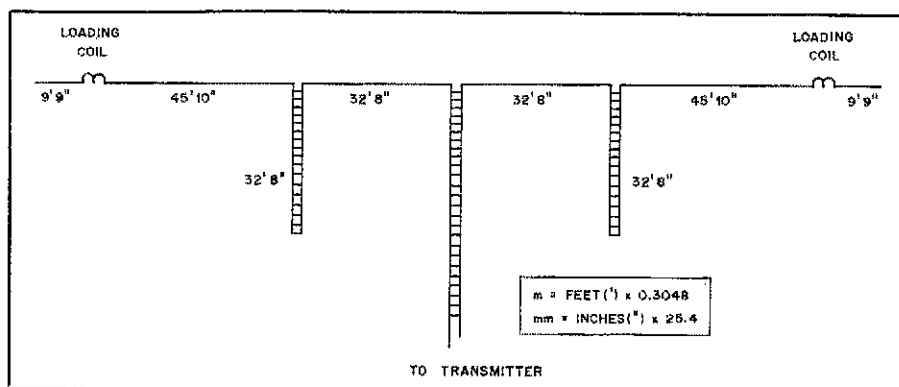 LOADING COIL
LOADING COIL
9'9" 45'10" 32'8" 32'8" 45'10" 9'9"
32'8" 32'8"
m = FEET(') x 0.3048
mm = INCHES(") x 25.4
TO TRANSMITTER